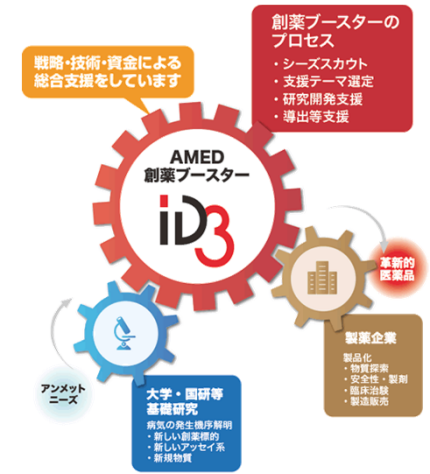 戦略・技術・資金による
総合支援をしています
創薬ブースターの
プロセス
・シーズスカウト
・支援テーマ選定
・研究開発支援
・導出等支援
AMED
創薬ブースター
iD3
革新的
医薬品
製薬企業
製品化
・物質探索
・安全性・製剤
・臨床治験
・製造販売
アンメット
ニーズ
大学・国研等
基礎研究
病気の発生機序解明
・新しい創薬標的
・新しいアッセイ系
・新規物質